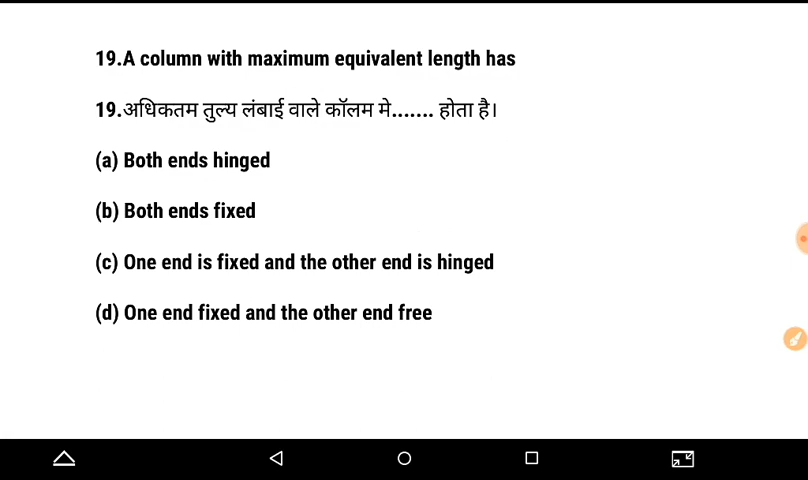 19.A column with maximum equivalent length has
19.अधिकतम तुल्य लंबाई वाले कॉलम मे....... होता है।
(a) Both ends hinged
(b) Both ends fixed
(c) One end is fixed and the other end is hinged
(d) One end fixed and the other end free